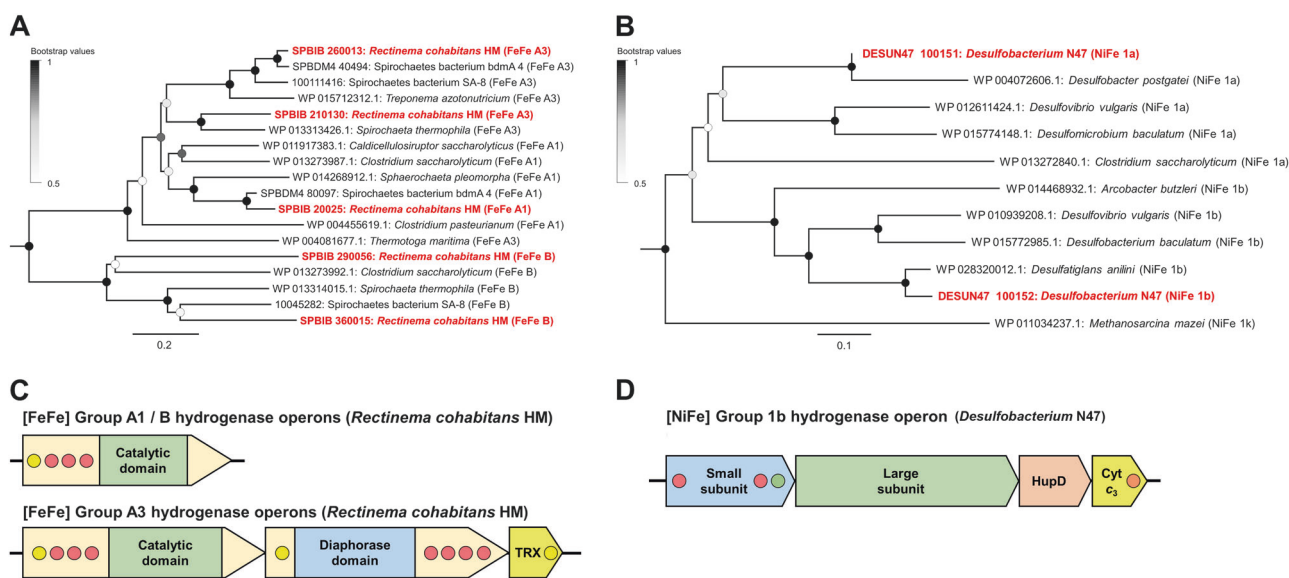 A
Bootstrap values
1
0.5
SPBIB 260013: Rectinema cohabitans HM (FeFe A3)
SPBDM4 40494: Spirochaetes bacterium bdmA 4 (FeFe A3)
100111416: Spirochaetes bacterium SA-8 (FeFe A3)
WP 015712312.1: Treponema azotonutricium (FeFe A3)
SPBIB 210130: Rectinema cohabitans HM (FeFe A3)
WP 013313426.1: Spirochaeta thermophila (FeFe A3)
WP 011917383.1: Caldicellulosiruptor saccharolyticus (FeFe A1)
WP 013273987.1: Clostridium saccharolyticum (FeFe A1)
WP 014268912.1: Sphaerochaeta pleomorpha (FeFe A1)
SPBDM4 80097: Spirochaetes bacterium bdmA 4 (FeFe A1)
SPBIB 20025: Rectinema cohabitans HM (FeFe A1)
WP 004455619.1: Clostridium pasteurianum (FeFe A1)
WP 004081677.1: Thermotoga maritima (FeFe A3)
SPBIB 290056: Rectinema cohabitans HM (FeFe B)
WP 013273992.1: Clostridium saccharolyticum (FeFe B)
WP 013314015.1: Spirochaeta thermophila (FeFe B)
10045282: Spirochaetes bacterium SA-8 (FeFe B)
SPBIB 360015: Rectinema cohabitans HM (FeFe B)
0.2
B
Bootstrap values
1
0.5
DESUN47 100151: Desulfobacterium N47 (NiFe 1a)
WP 004072606.1: Desulfobacter postgatei (NiFe 1a)
WP 012611424.1: Desulfovibrio vulgaris (NiFe 1a)
WP 015774148.1: Desulfomicrobium baculatum (NiFe 1a)
WP 013272840.1: Clostridium saccharolyticum (NiFe 1a)
WP 014468932.1: Arcobacter butzleri (NiFe 1b)
WP 010939208.1: Desulfovibrio vulgaris (NiFe 1b)
WP 015772985.1: Desulfobacterium baculatum (NiFe 1b)
WP 028320012.1: Desulfatiglans anilini (NiFe 1b)
DESUN47 100152: Desulfobacterium N47 (NiFe 1b)
WP 011034237.1: Methanosarcina mazei (NiFe 1k)
0.1
C
[FeFe] Group A1 / B hydrogenase operons (Rectinema cohabitans HM)
Catalytic
domain
[FeFe] Group A3 hydrogenase operons (Rectinema cohabitans HM)
Catalytic
domain
Diaphorase
domain
TRX
D
[NiFe] Group 1b hydrogenase operon (Desulfobacterium N47)
Small
subunit
Large
subunit
HupD
Cyt
c3